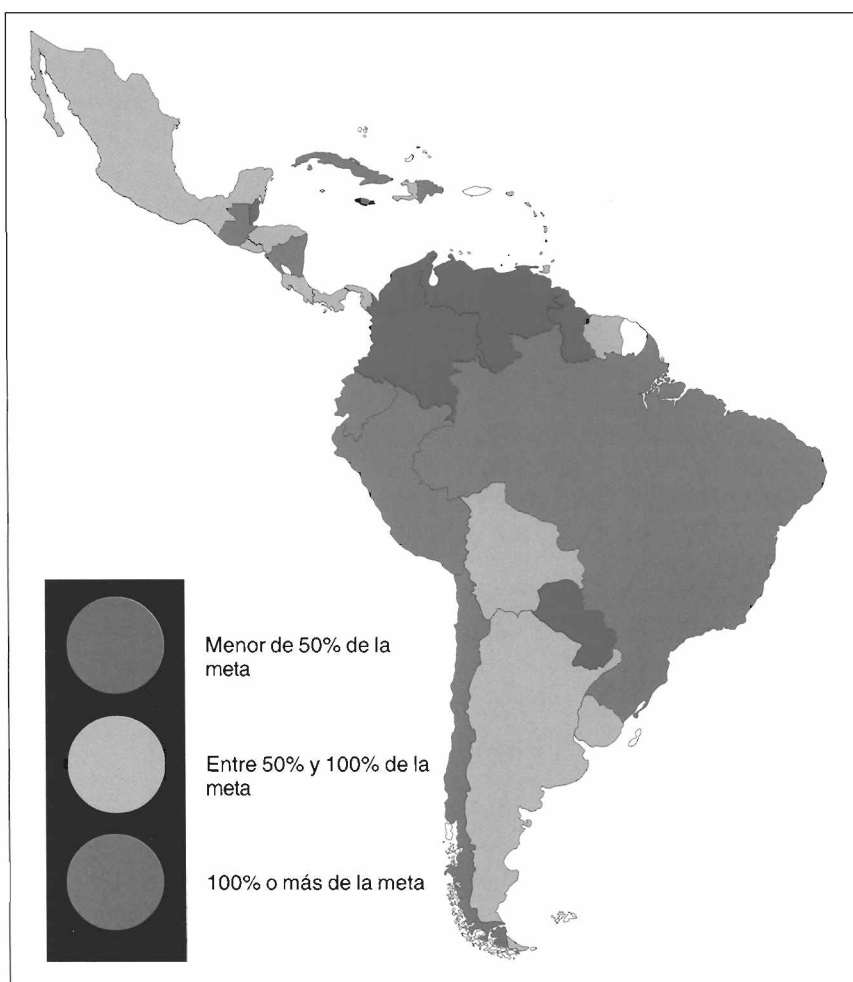 Menor de 50% de la
meta
Entre 50% y 100% de la
meta
100% o más de la meta